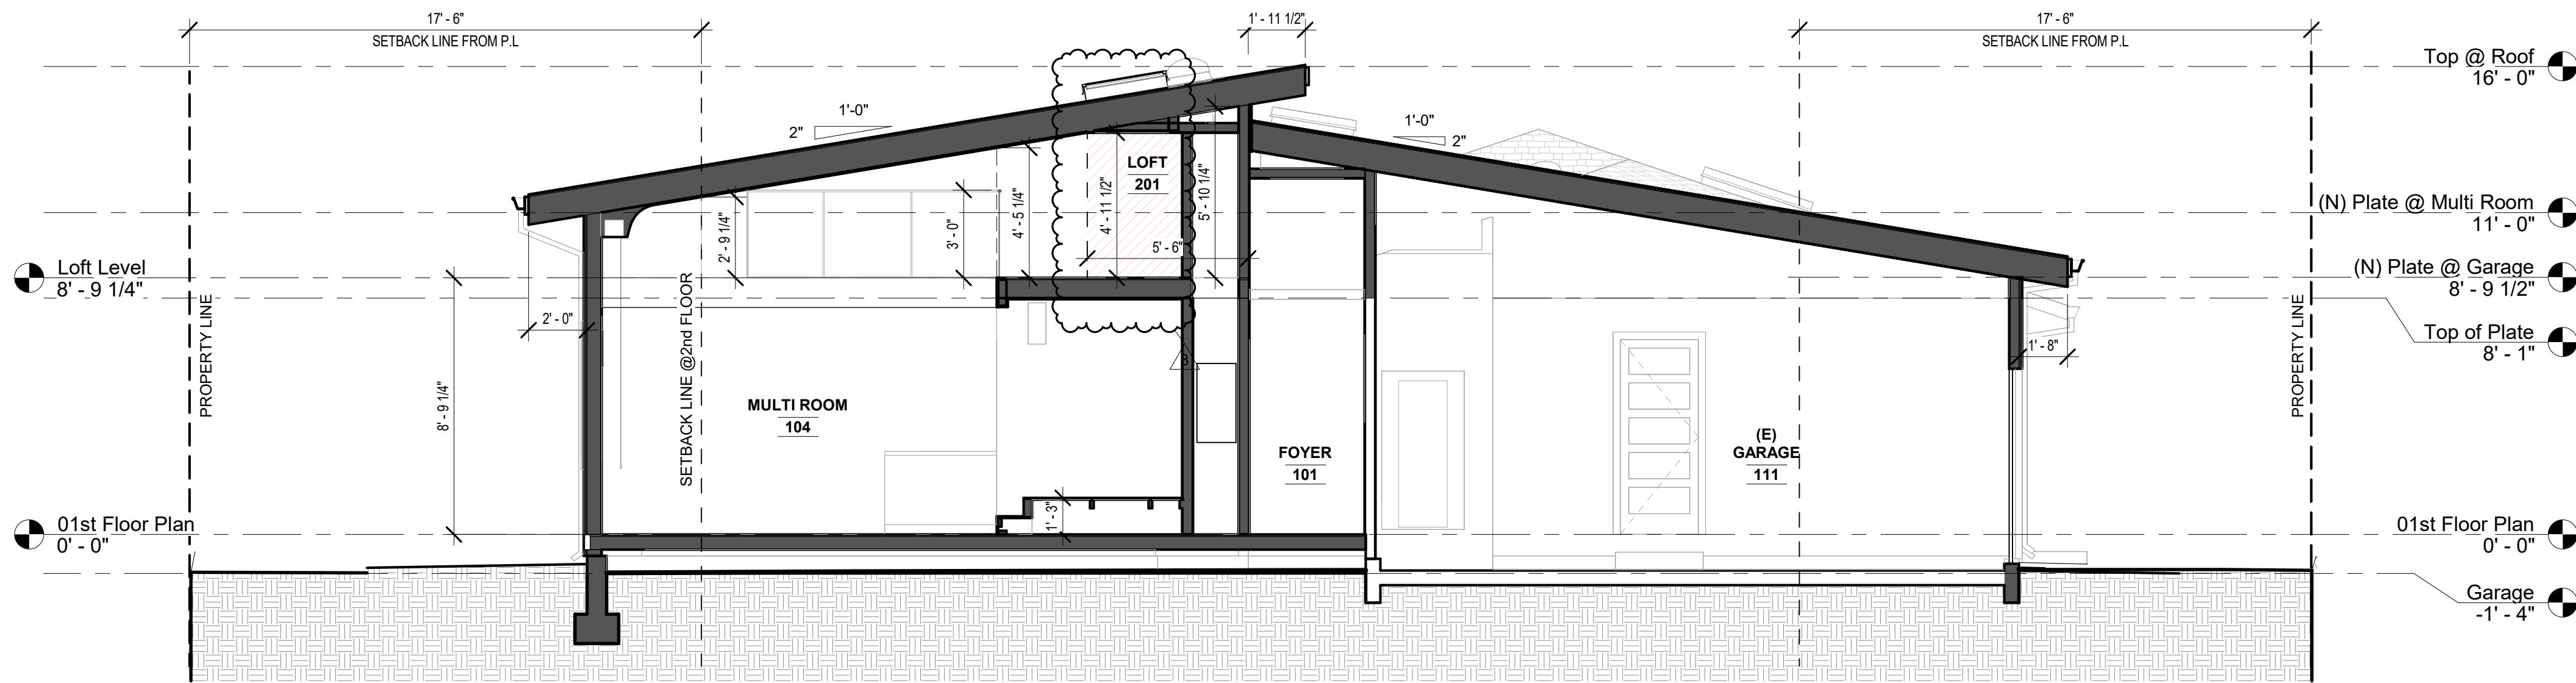 17' - 6"
SETBACK LINE FROM P.L
1' - 11 1/2"
17' - 6"
SETBACK LINE FROM P.L
Top @ Roof
16' - 0"
1'-0"
2"
1'-0"
2"
LOFT
201
4' - 5 1/4"
4' - 11 1/2"
5' - 10 1/4"
5' - 6"
2' - 9 1/4"
3' - 0"
(N) Plate @ Multi Room
11' - 0"
Loft Level
8' - 9 1/4"
(N) Plate @ Garage
8' - 9 1/2"
Top of Plate
8' - 1"
2' - 0"
1' - 8"
PROPERTY LINE
SETBACK LINE @2nd FLOOR
PROPERTY LINE
3
8' - 9 1/4"
MULTI ROOM
104
FOYER
101
(E)
GARAGE
111
1' - 3"
01st Floor Plan
0' - 0"
01st Floor Plan
0' - 0"
Garage
-1' - 4"